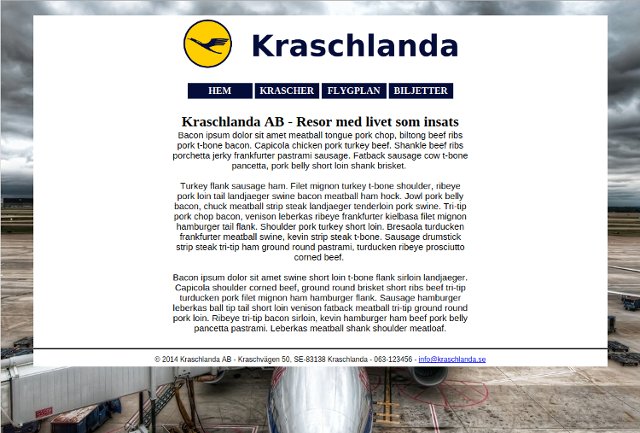 Kraschlanda
HEM KRASCHER FLYGPLAN BILJETTER
Kraschlanda AB - Resor med livet som insats
Bacon ipsum dolor sit amet meatball tongue pork chop, biltong beef ribs
pork t-bone bacon. Capicola chicken pork turkey beef. Shankle beef ribs
porchetta jerky frankfurter pastrami sausage. Fatback sausage cow t-bone
pancetta, pork belly short loin shank brisket.
Turkey flank sausage ham. Filet mignon turkey t-bone shoulder, ribeye
pork loin tail landjaeger swine bacon meatball ham hock. Jowl pork belly
bacon, chuck meatball strip steak landjaeger tenderloin pork swine. Tri-tip
pork chop bacon, venison leberkas ribeye frankfurter kielbasa filet mignon
hamburger tail flank. Shoulder pork turkey short loin. Bresaola turducken
frankfurter meatball swine, kevin strip steak t-bone. Sausage drumstick
strip steak tri-tip ham ground round pastrami, turducken ribeye prosciutto
corned beef.
Bacon ipsum dolor sit amet swine short loin t-bone flank sirloin landjaeger.
Capicola shoulder corned beef, ground round brisket short ribs beef tri-tip
turducken pork filet mignon ham hamburger flank. Sausage hamburger
leberkas ball tip tail short loin venison fatback meatball tri-tip ground round
pork loin. Ribeye tri-tip bacon sirloin, kevin hamburger ham beef pork belly
pancetta pastrami. Leberkas meatball shank shoulder meatloaf.
© 2014 Kraschlanda AB - Kraschvägen 50, SE-83138 Kraschlanda - 063-123456 - info@kraschlanda.se